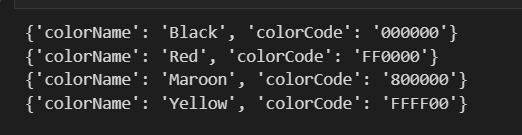 {'colorName': 'Black', 'colorCode': '000000'}
{'colorName': 'Red', 'colorCode': 'FF0000'}
{'colorName': 'Maroon', 'colorCode': '800000'}
{'colorName': 'Yellow', 'colorCode': 'FFFF00'}